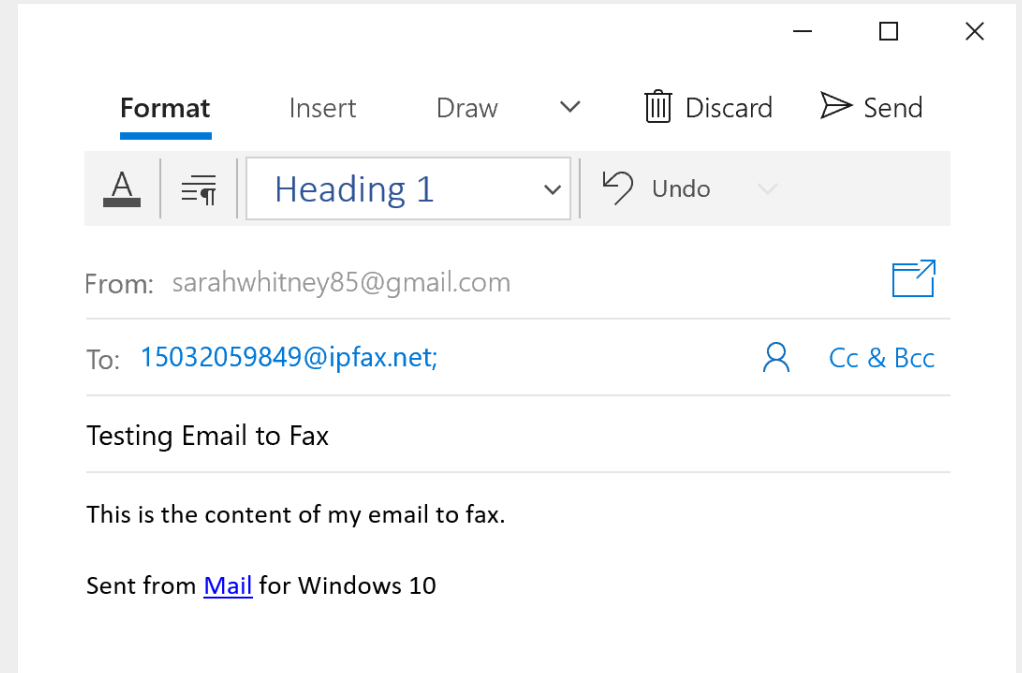 Format Insert Draw Discard Send
A Heading 1 Undo
From: sarahwhitney85@gmail.com
To: 15032059849@ipfax.net; Cc & Bcc
Testing Email to Fax
This is the content of my email to fax.
Sent from Mail for Windows 10